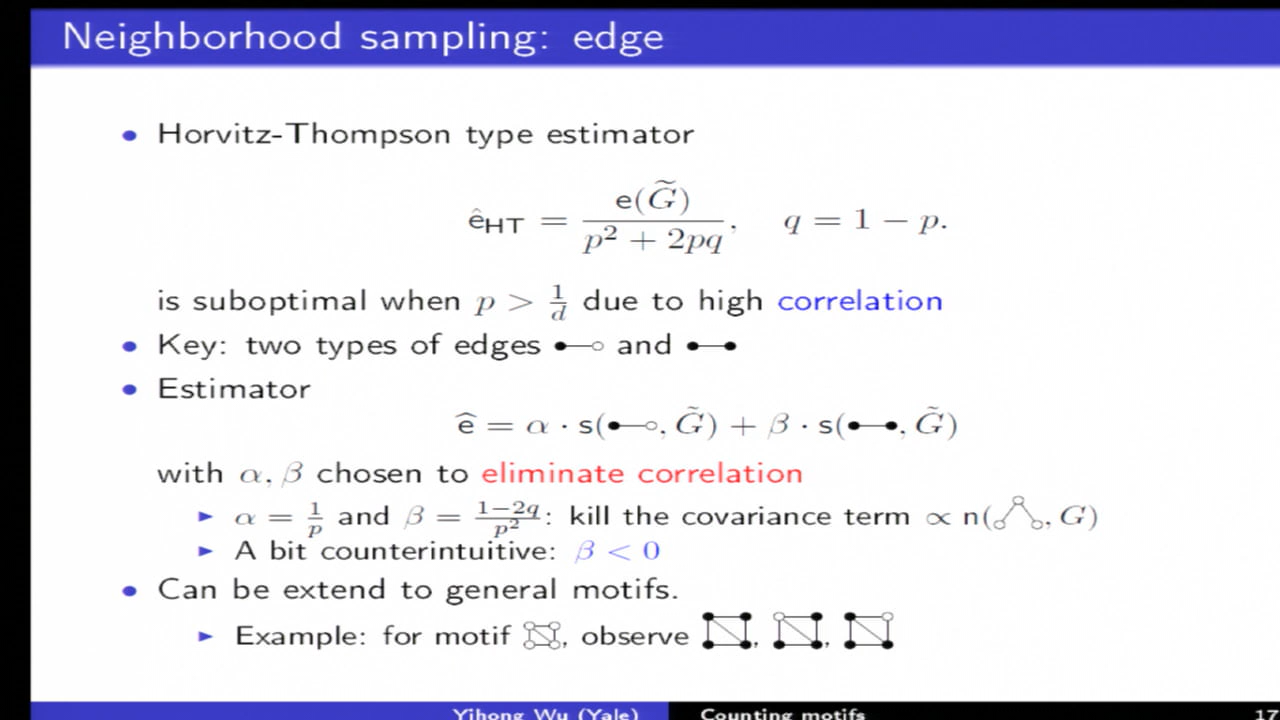 Neighborhood sampling: edge
• Horvitz-Thompson type estimator
ê_HT = e(G̃) / (p² + 2pq), q = 1 − p.
is suboptimal when p > 1/d due to high correlation
• Key: two types of edges ●—○ and ●—●
• Estimator
ê = α · s(●—○, G̃) + β · s(●—●, G̃)
with α, β chosen to eliminate correlation
▸ α = 1/p and β = (1−2q)/p²: kill the covariance term ∝ n( , G)
▸ A bit counterintuitive: β < 0
• Can be extend to general motifs.
▸ Example: for motif , observe , ,
Yihong Wu (Yale) Counting motifs 17